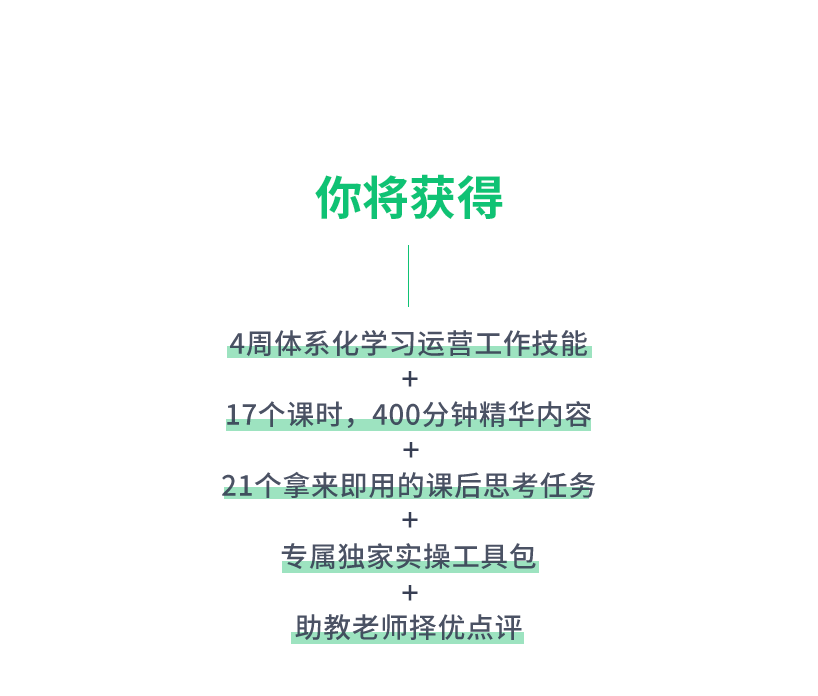 你将获得
4周体系化学习运营工作技能
+
17个课时，400分钟精华内容
+
21个拿来即用的课后思考任务
+
专属独家实操工具包
+
助教老师择优点评